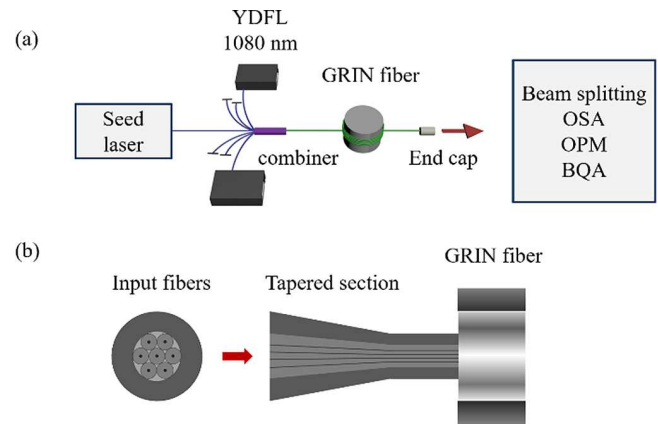 (a)
YDFL
1080 nm
GRIN fiber
Seed
laser
combiner
End cap
Beam splitting
OSA
OPM
BQA
(b)
Input fibers
Tapered section
GRIN fiber